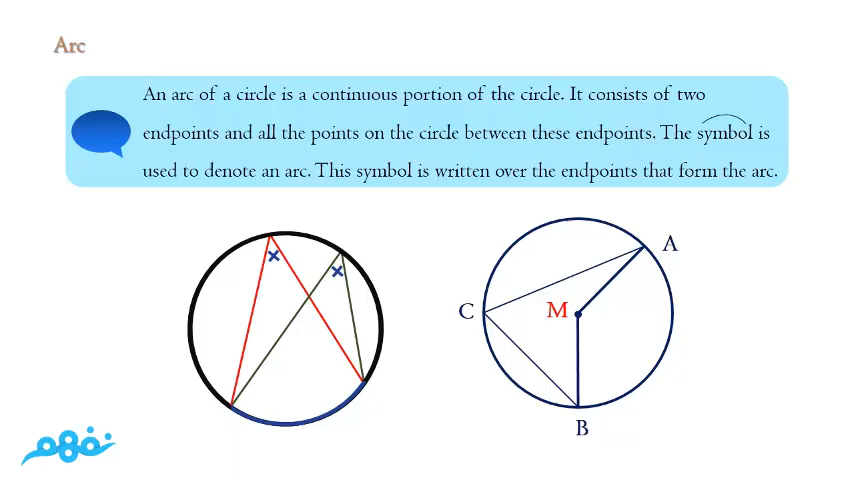 Arc
An arc of a circle is a continuous portion of the circle. It consists of two
endpoints and all the points on the circle between these endpoints. The symbol is
used to denote an arc. This symbol is written over the endpoints that form the arc.
x
x
A
C
M
B
نفهم